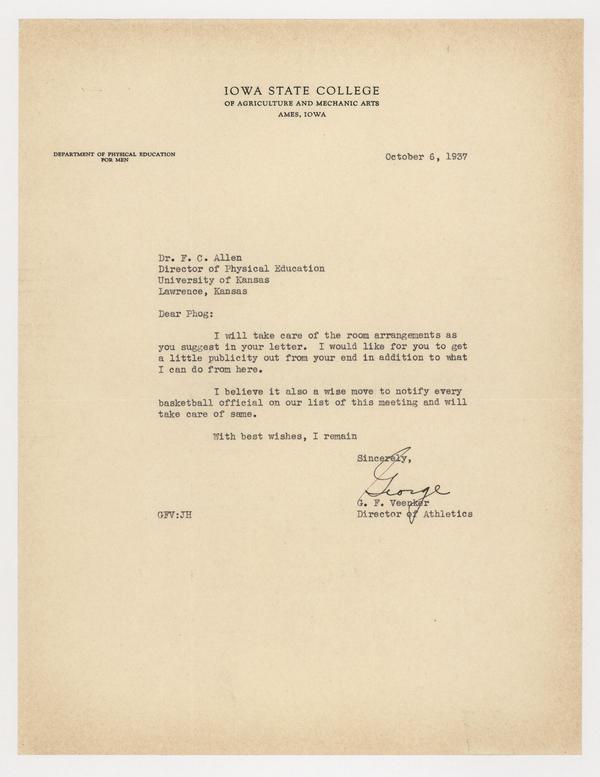 IOWA STATE COLLEGE
OF AGRICULTURE AND MECHANIC ARTS
AMES, IOWA
DEPARTMENT OF PHYSICAL EDUCATION
FOR MEN
October 6, 1937
Dr. F. C. Allen
Director of Physical Education
University of Kansas
Lawrence, Kansas
Dear Phog:
I will take care of the room arrangements as
you suggest in your letter. I would like for you to get
a little publicity out from your end in addition to what
I can do from here.
I believe it also a wise move to notify every
basketball official on our list of this meeting and will
take care of same.
With best wishes, I remain
Sincerely,
George
G. F. Veenker
Director of Athletics
GFV:JH